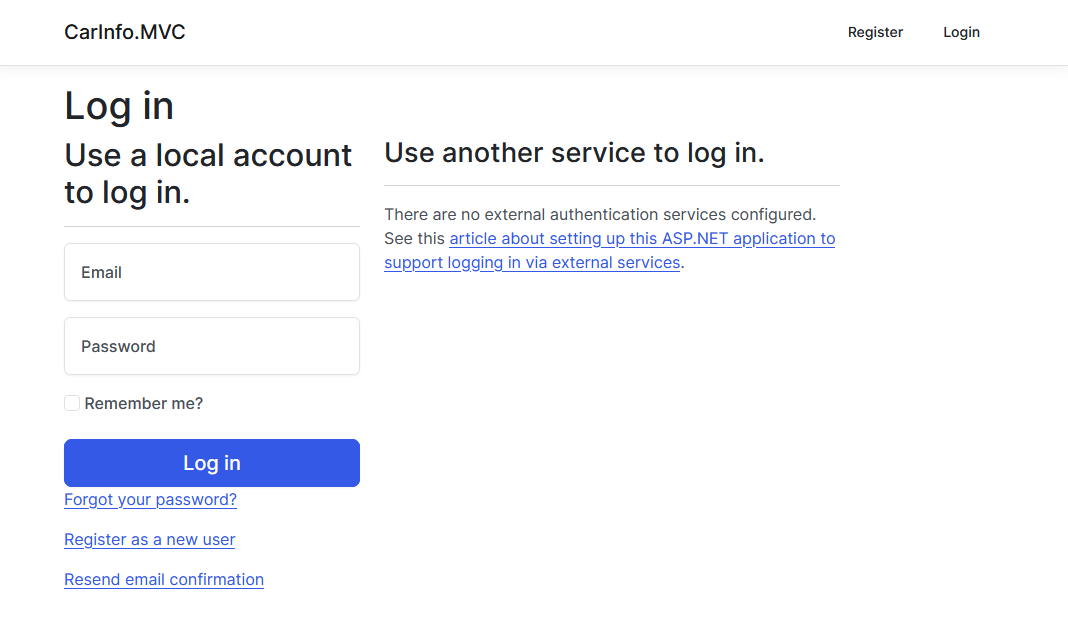 CarInfo.MVC
Register
Login
Log in
Use a local account
to log in.
Email
Password
Remember me?
Log in
Forgot your password?
Register as a new user
Resend email confirmation
Use another service to log in.
There are no external authentication services configured.
See this article about setting up this ASP.NET application to
support logging in via external services.